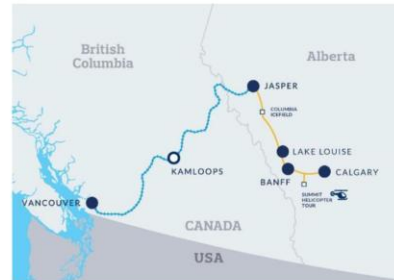 British
Columbia
Alberta
JASPER
COLUMBIA
ICEFIELD
LAKE LOUISE
KAMLOOPS
BANFF
CALGARY
SUMMIT
HELICOPTER
TOUR
VANCOUVER
CANADA
USA